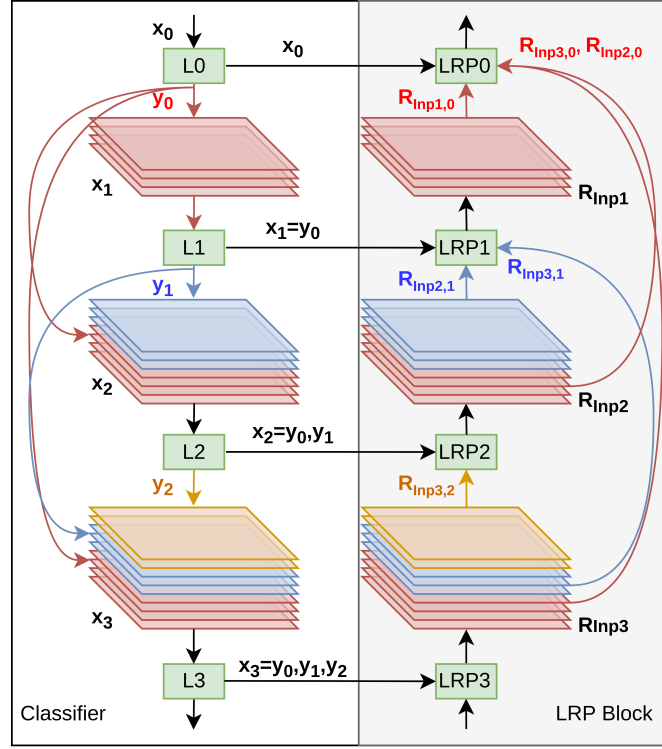 x0
x0
RInp3,0, RInp2,0
L0
LRP0
y0
RInp1,0
x1
RInp1
x1=y0
L1
LRP1
y1
RInp2,1
RInp3,1
x2
RInp2
x2=y0,y1
L2
LRP2
y2
RInp3,2
x3
RInp3
x3=y0,y1,y2
L3
LRP3
Classifier
LRP Block